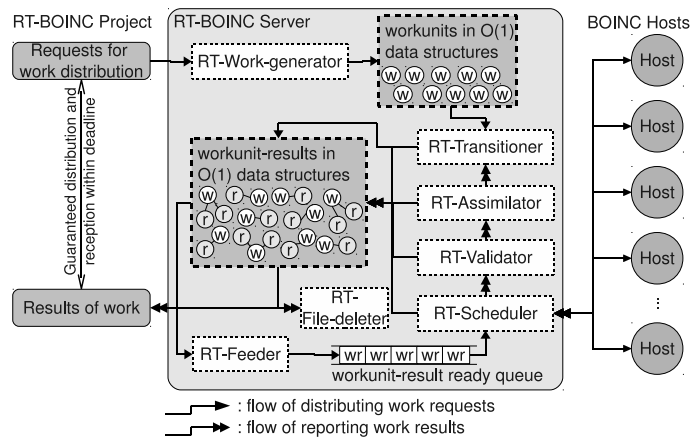 RT-BOINC Project
RT-BOINC Server
BOINC Hosts
Requests for
work distribution
RT-Work-generator
workunits in O(1)
data structures
w w w w w
w w w w w
Guaranteed distribution and
reception within deadline
workunit-results in
O(1) data structures
w r w w r
r r w r r w r
r w w r w r
RT-Transitioner
RT-Assimilator
RT-Validator
RT-Scheduler
Results of work
RT-
File-deleter
RT-Feeder
wr wr wr wr wr
workunit-result ready queue
Host
Host
Host
Host
...
Host
: flow of distributing work requests
: flow of reporting work results